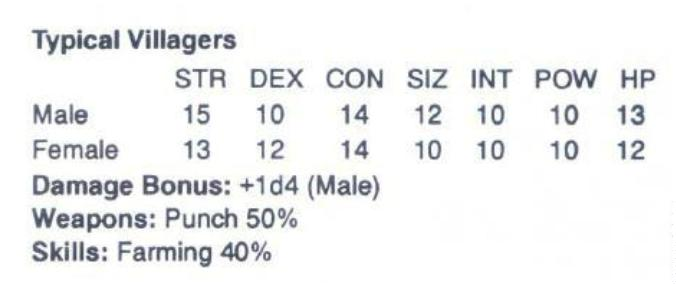 Typical Villagers
STR DEX CON SIZ INT POW HP
Male 15 10 14 12 10 10 13
Female 13 12 14 10 10 10 12
Damage Bonus: +1d4 (Male)
Weapons: Punch 50%
Skills: Farming 40%